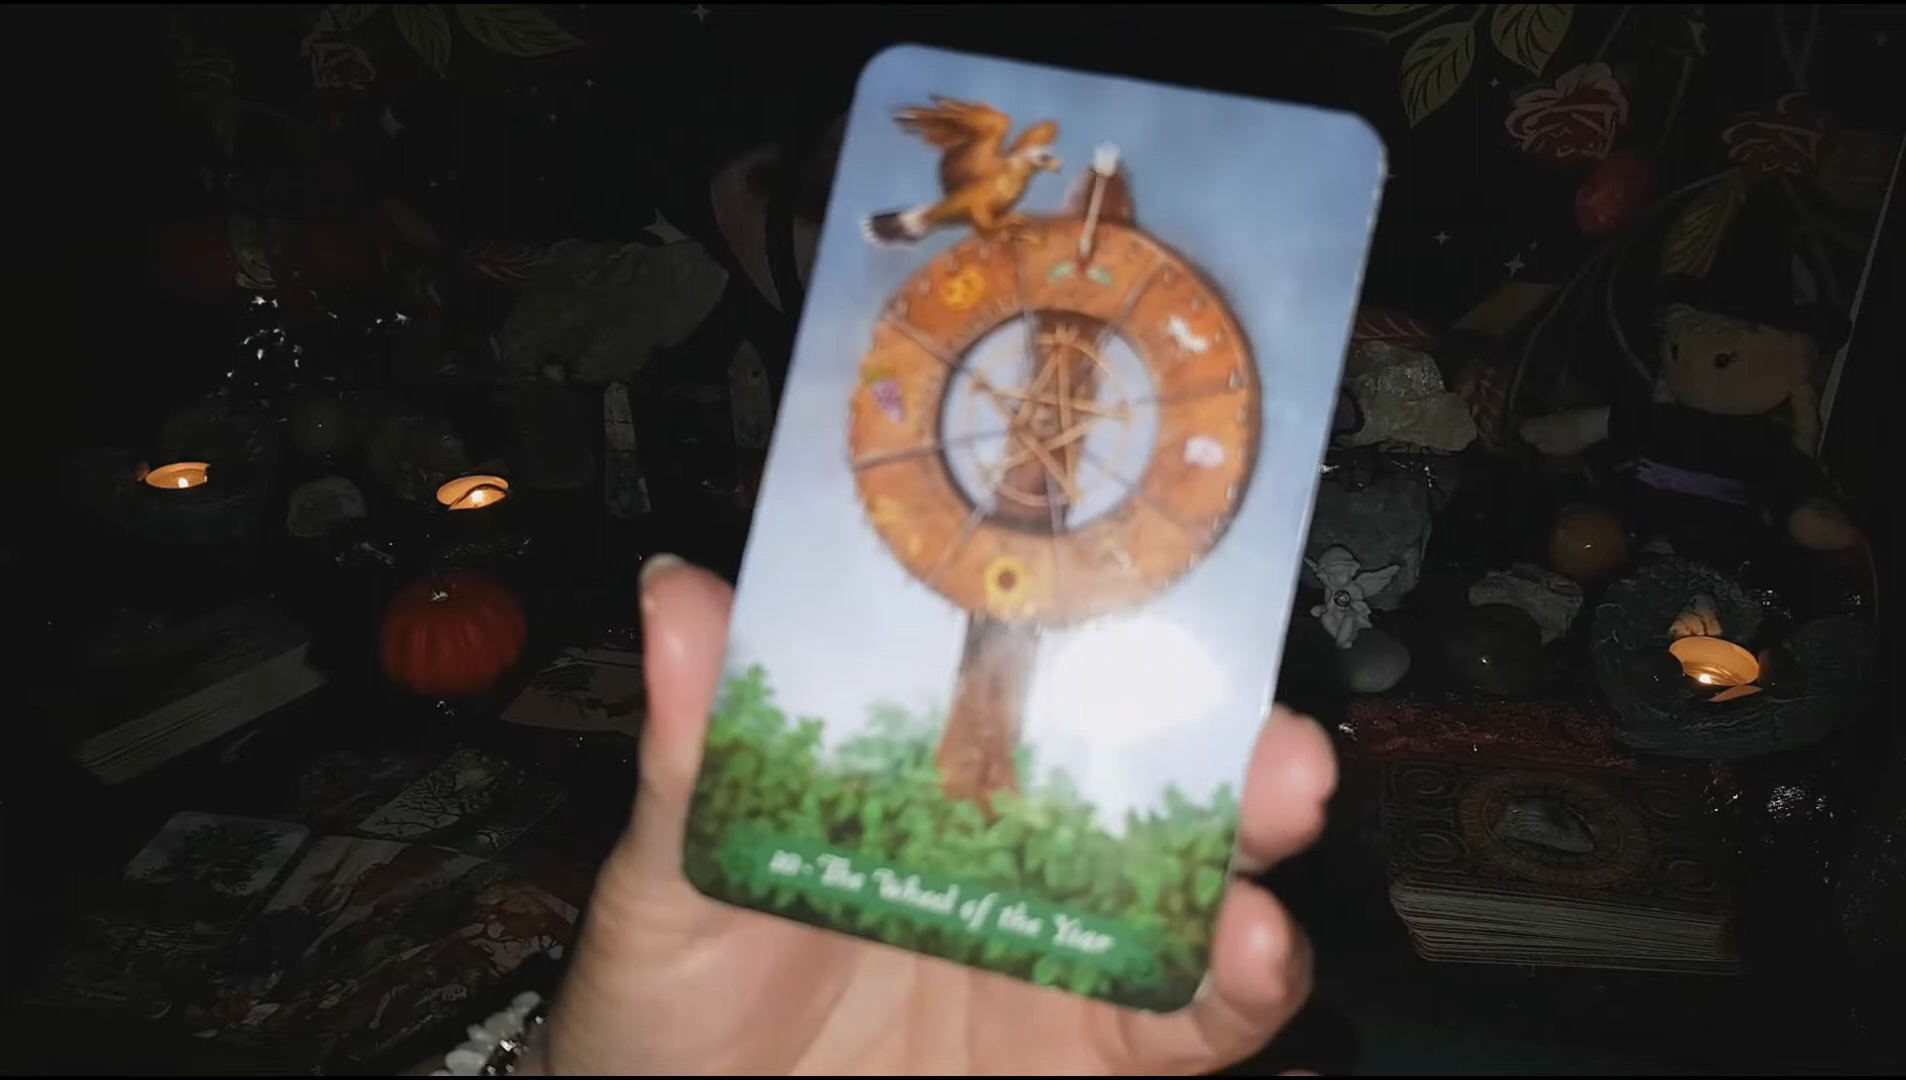 10 - The Wheel of the Year